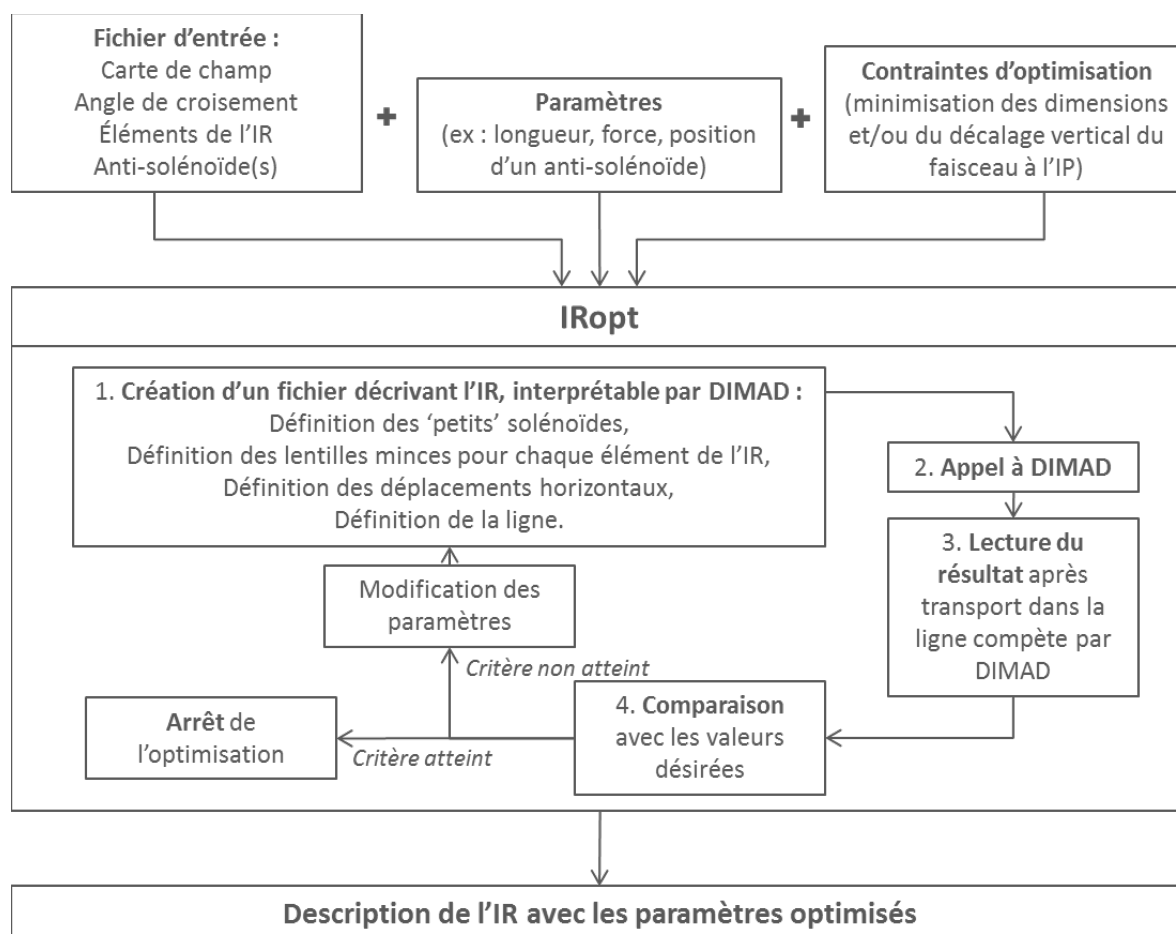 Fichier d'entrée :
Carte de champ
Angle de croisement
Éléments de l'IR
Anti-solénoïde(s)
+
Paramètres
(ex : longueur, force, position
d'un anti-solénoïde)
+
Contraintes d'optimisation
(minimisation des dimensions
et/ou du décalage vertical du
faisceau à l'IP)
IRopt
1. Création d'un fichier décrivant l'IR, interprétable par DIMAD :
Définition des 'petits' solénoïdes,
Définition des lentilles minces pour chaque élément de l'IR,
Définition des déplacements horizontaux,
Définition de la ligne.
2. Appel à DIMAD
3. Lecture du
résultat après
transport dans la
ligne compète par
DIMAD
Modification des
paramètres
Critère non atteint
4. Comparaison
avec les valeurs
désirées
Arrêt de
l'optimisation
Critère atteint
Description de l'IR avec les paramètres optimisés